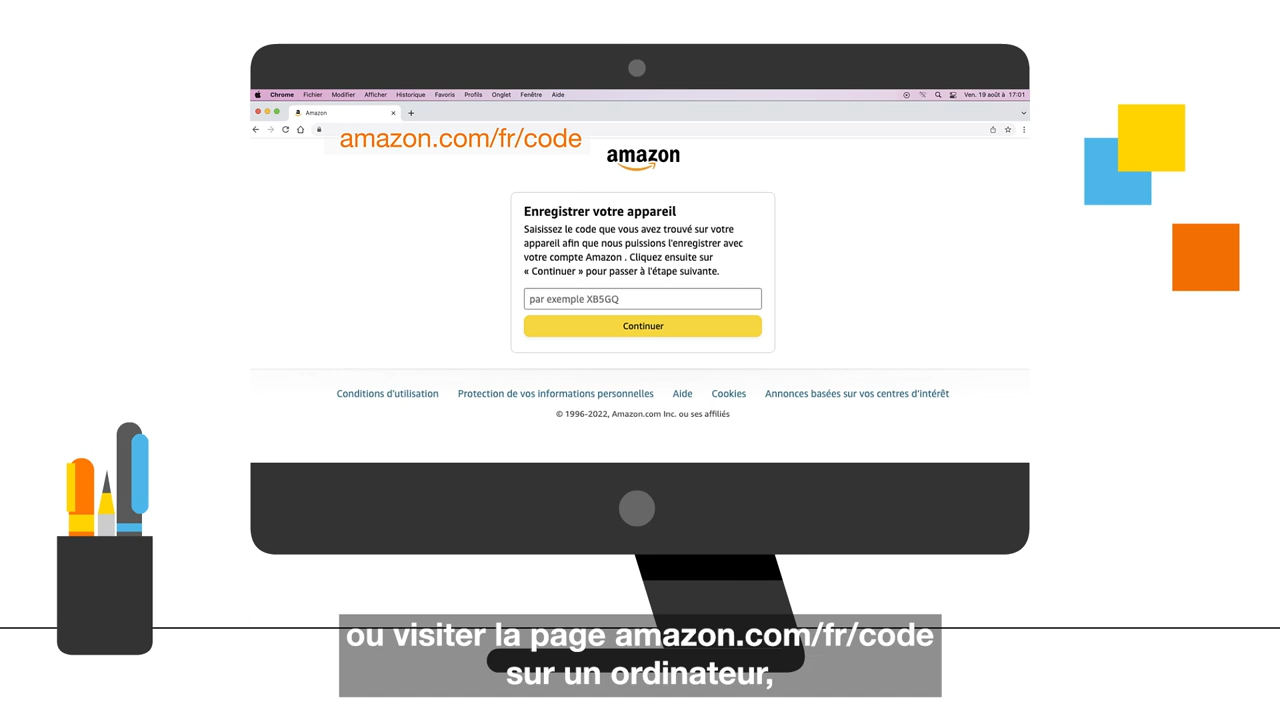 Chrome Fichier Modifier Afficher Historique Favoris Profils Onglet Fenêtre Aide Ven. 19 août à 17:01
Amazon
amazon.com/fr/code
amazon
Enregistrer votre appareil
Saisissez le code que vous avez trouvé sur votre
appareil afin que nous puissions l'enregistrer avec
votre compte Amazon . Cliquez ensuite sur
« Continuer » pour passer à l'étape suivante.
par exemple XB5GQ
Continuer
Conditions d'utilisation Protection de vos informations personnelles Aide Cookies Annonces basées sur vos centres d'intérêt
© 1996-2022, Amazon.com Inc. ou ses affiliés
ou visiter la page amazon.com/fr/code
sur un ordinateur,